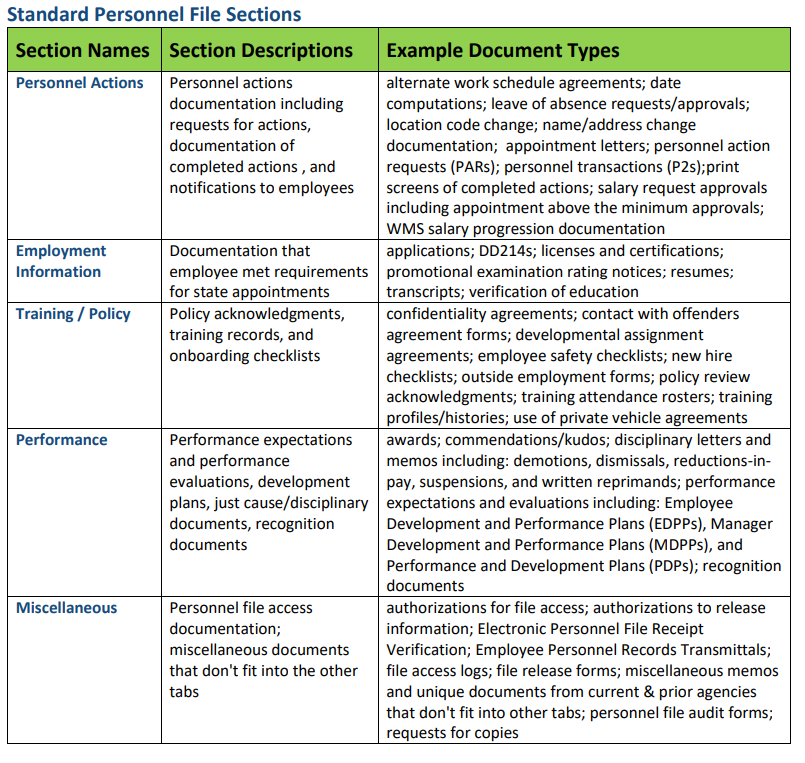 Standard Personnel File Sections
Section Names
Section Descriptions
Example Document Types
Personnel Actions
Personnel actions
documentation including
requests for actions,
documentation of
completed actions , and
notifications to employees
alternate work schedule agreements; date
computations; leave of absence requests/approvals;
location code change; name/address change
documentation;  appointment letters; personnel action
requests (PARs); personnel transactions (P2s);print
screens of completed actions; salary request approvals
including appointment above the minimum approvals;
WMS salary progression documentation
Employment
Information
Documentation that
employee met requirements
for state appointments
applications; DD214s; licenses and certifications;
promotional examination rating notices; resumes;
transcripts; verification of education
Training / Policy
Policy acknowledgments,
training records, and
onboarding checklists
confidentiality agreements; contact with offenders
agreement forms; developmental assignment
agreements; employee safety checklists; new hire
checklists; outside employment forms; policy review
acknowledgments; training attendance rosters; training
profiles/histories; use of private vehicle agreements
Performance
Performance expectations
and performance
evaluations, development
plans, just cause/disciplinary
documents, recognition
documents
awards; commendations/kudos; disciplinary letters and
memos including: demotions, dismissals, reductions-in-
pay, suspensions, and written reprimands; performance
expectations and evaluations including: Employee
Development and Performance Plans (EDPPs), Manager
Development and Performance Plans (MDPPs), and
Performance and Development Plans (PDPs); recognition
documents
Miscellaneous
Personnel file access
documentation;
miscellaneous documents
that don't fit into the other
tabs
authorizations for file access; authorizations to release
information; Electronic Personnel File Receipt
Verification; Employee Personnel Records Transmittals;
file access logs; file release forms; miscellaneous memos
and unique documents from current & prior agencies
that don't fit into other tabs; personnel file audit forms;
requests for copies